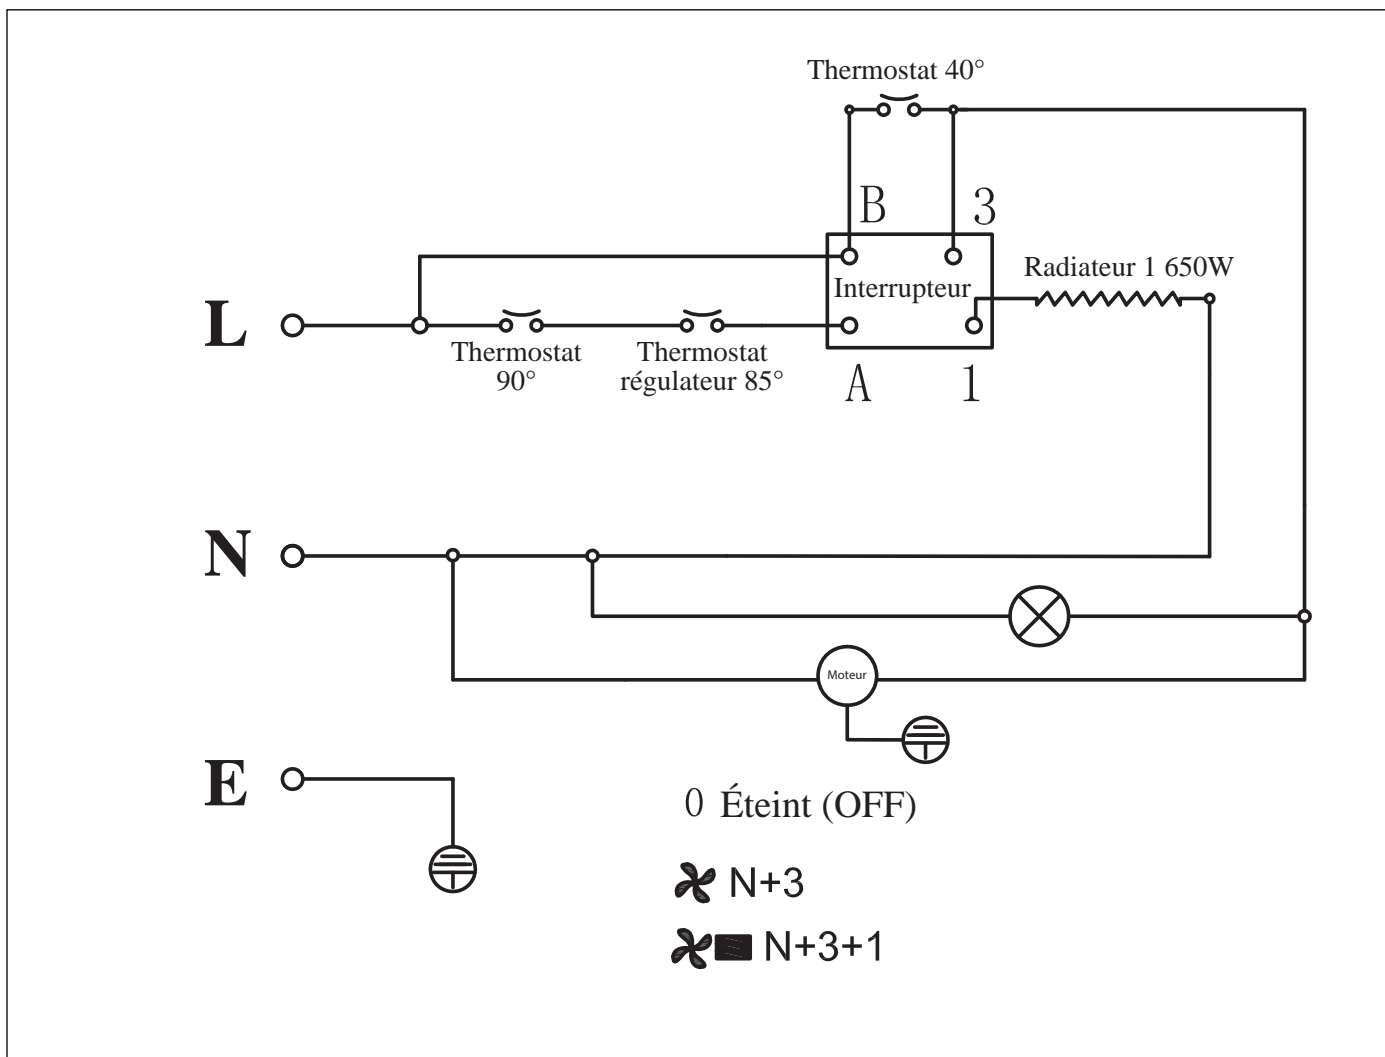 Thermostat 40°
B 3
Radiateur 1 650W
Interrupteur
L
Thermostat
90°
Thermostat
régulateur 85°
A 1
N
Moteur
E
0 Éteint (OFF)
N+3
N+3+1